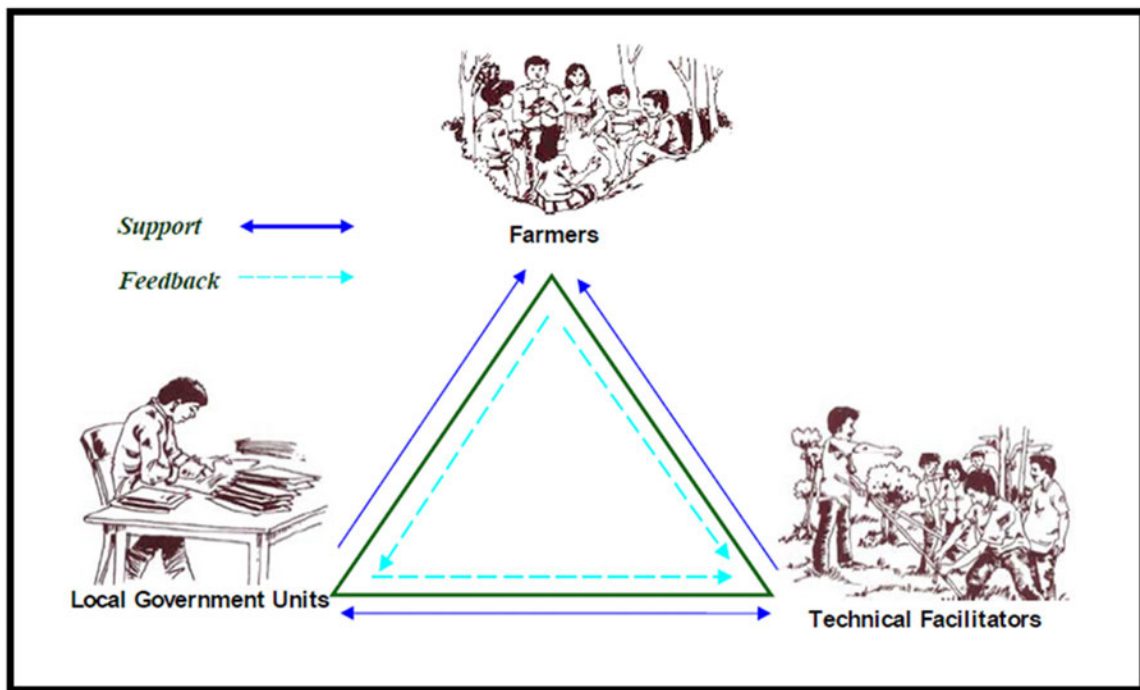 Support
Feedback
Farmers
Local Government Units
Technical Facilitators